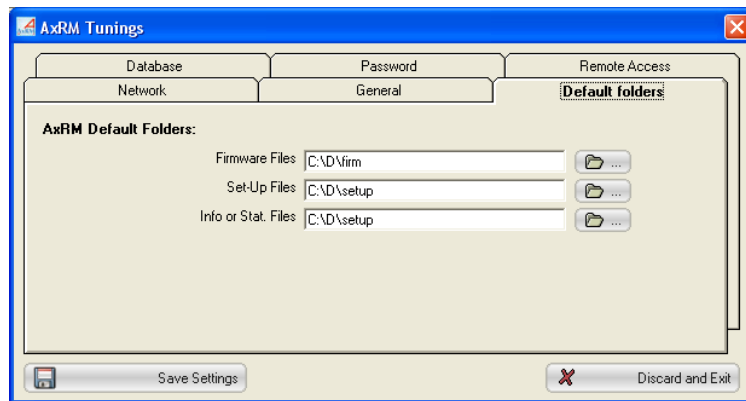 AxRM Tunings
Database Password Remote Access
Network General Default folders
AxRM Default Folders:
Firmware Files C:\D\firm ...
Set-Up Files C:\D\setup ...
Info or Stat. Files C:\D\setup ...
Save Settings Discard and Exit